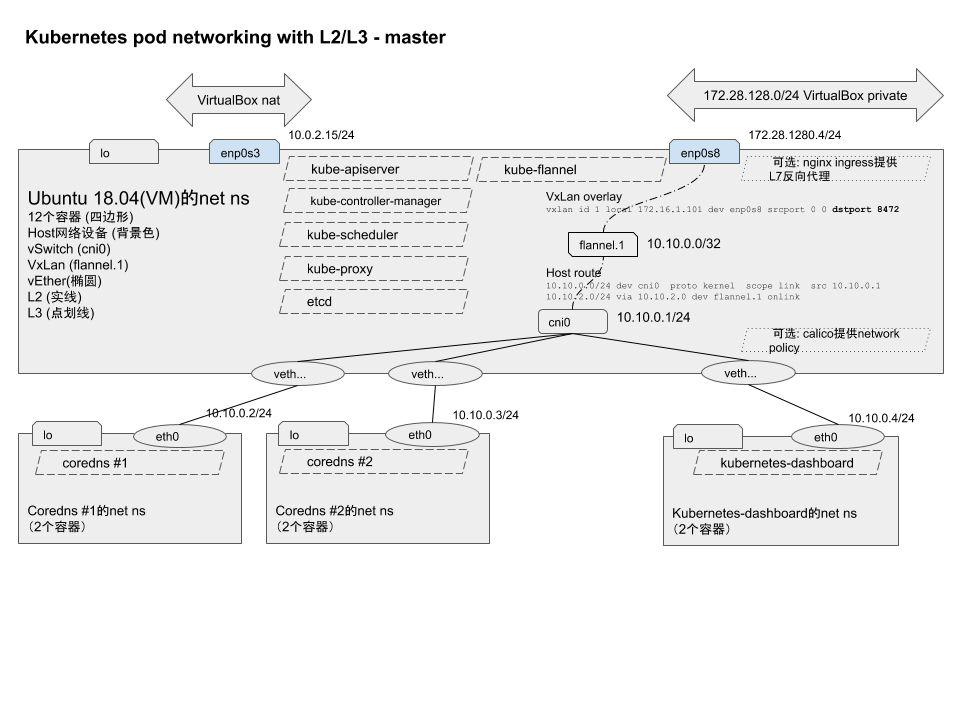 Kubernetes pod networking with L2/L3 - master
VirtualBox nat
172.28.128.0/24 VirtualBox private
10.0.2.15/24
172.28.1280.4/24
lo
enp0s3
enp0s8
kube-apiserver
kube-flannel
可选: nginx ingress提供
L7反向代理
Ubuntu 18.04(VM)的net ns
12个容器 (四边形)
Host网络设备 (背景色)
vSwitch (cni0)
VxLan (flannel.1)
vEther(椭圆)
L2 (实线)
L3 (点划线)
kube-controller-manager
kube-scheduler
kube-proxy
etcd
VxLan overlay
vxlan id 1 local 172.16.1.101 dev enp0s8 srcport 0 0 dstport 8472
flannel.1
10.10.0.0/32
Host route
10.10.0.0/24 dev cni0 proto kernel scope link src 10.10.0.1
10.10.2.0/24 via 10.10.2.0 dev flannel.1 onlink
cni0
10.10.0.1/24
可选: calico提供network
policy
veth...
veth...
veth...
10.10.0.2/24
10.10.0.3/24
10.10.0.4/24
lo
eth0
lo
eth0
lo
eth0
coredns #1
coredns #2
kubernetes-dashboard
Coredns #1的net ns
（2个容器）
Coredns #2的net ns
（2个容器）
Kubernetes-dashboard的net ns
（2个容器）